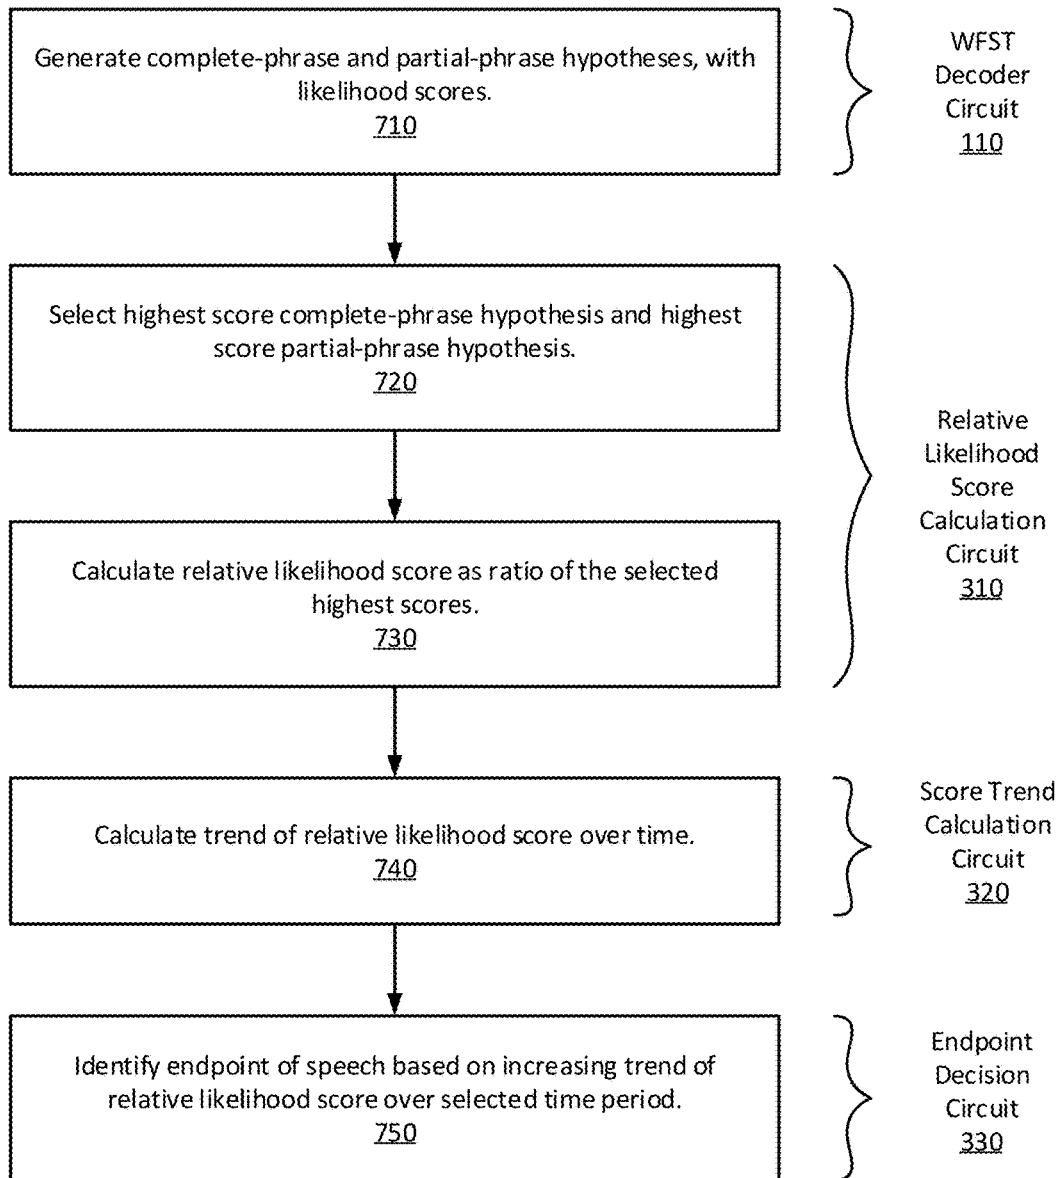 Generate complete-phrase and partial-phrase hypotheses, with
likelihood scores.
710
WFST
Decoder
Circuit
110
Select highest score complete-phrase hypothesis and highest
score partial-phrase hypothesis.
720
Calculate relative likelihood score as ratio of the selected
highest scores.
730
Relative
Likelihood
Score
Calculation
Circuit
310
Calculate trend of relative likelihood score over time.
740
Score Trend
Calculation
Circuit
320
Identify endpoint of speech based on increasing trend of
relative likelihood score over selected time period.
750
Endpoint
Decision
Circuit
330